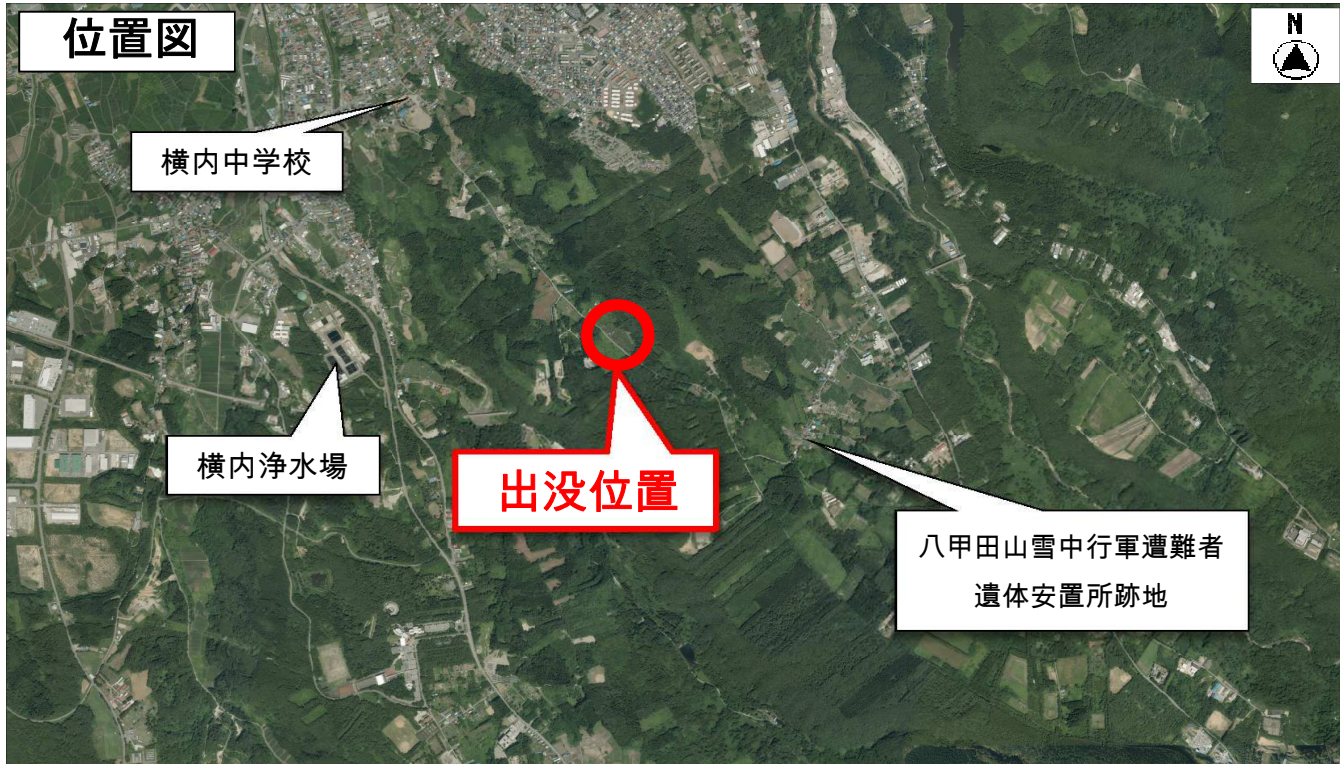 位置図
N
横内中学校
横内浄水場
出没位置
八甲田山雪中行軍遭難者
遺体安置所跡地